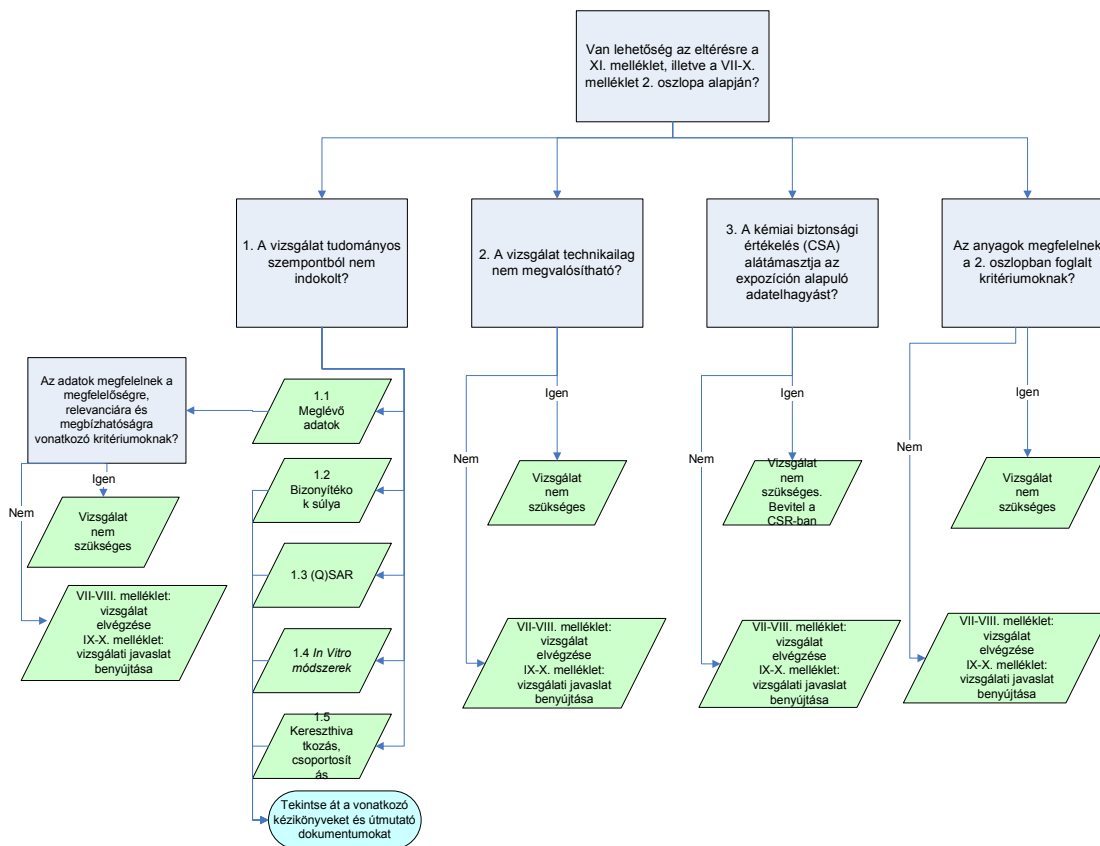 Van lehetőség az eltérésre a
XI. melléklet, illetve a VII-X.
melléklet 2. oszlopa alapján?
1. A vizsgálat tudományos
szempontból nem
indokolt?
2. A vizsgálat technikailag
nem megvalósítható?
3. A kémiai biztonsági
értékelés (CSA)
alátámasztja az
expozíción alapuló
adatelhagyást?
Az anyagok megfelelnek
a 2. oszlopban foglalt
kritériumoknak?
Az adatok megfelelnek a
megfelelőségre,
relevanciára és
megbízhatóságra
vonatkozó kritériumoknak?
1.1
Meglévő
adatok
Igen
Igen
Igen
Nem
Nem
Nem
1.2
Bizonyítéko
k súlya
Vizsgálat
nem
szükséges
Vizsgálat
nem
szükséges.
Bevitel a
CSR-ban
Vizsgálat
nem
szükséges
Igen
Nem
Vizsgálat
nem
szükséges
1.3 (Q)SAR
VII-VIII. melléklet:
vizsgálat
elvégzése
IX-X. melléklet:
vizsgálati javaslat
benyújtása
1.4 In Vitro
módszerek
VII-VIII. melléklet:
vizsgálat
elvégzése
IX-X. melléklet:
vizsgálati javaslat
benyújtása
VII-VIII. melléklet:
vizsgálat
elvégzése
IX-X. melléklet:
vizsgálati javaslat
benyújtása
VII-VIII. melléklet:
vizsgálat
elvégzése
IX-X. melléklet:
vizsgálati javaslat
benyújtása
1.5
Kereszthiva
tkozás,
csoportosít
ás
Tekintse át a vonatkozó
kézikönyveket és útmutató
dokumentumokat